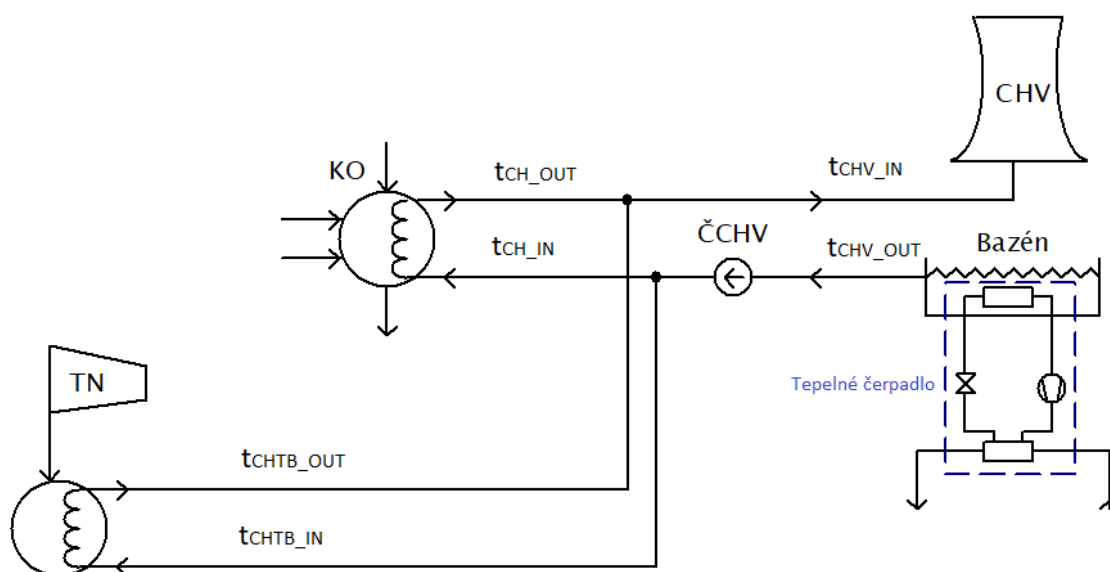 CHV
KO
tCH_OUT
tCHV_IN
ČCHV
tCH_IN
tCHV_OUT
Bazén
TN
Tepelné čerpadlo
tCHTB_OUT
tCHTB_IN